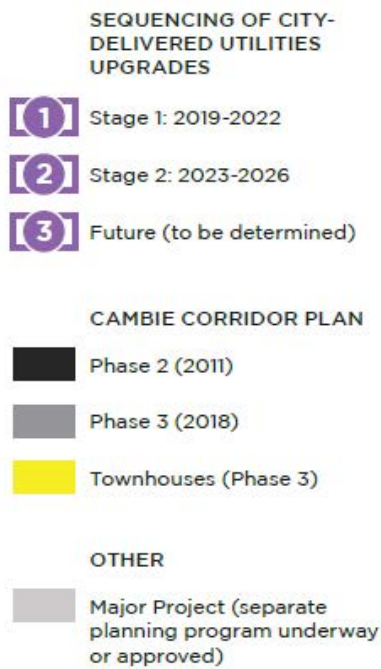 SEQUENCING OF CITY-
DELIVERED UTILITIES
UPGRADES
1 Stage 1: 2019-2022
2 Stage 2: 2023-2026
3 Future (to be determined)
CAMBIE CORRIDOR PLAN
Phase 2 (2011)
Phase 3 (2018)
Townhouses (Phase 3)
OTHER
Major Project (separate
planning program underway
or approved)